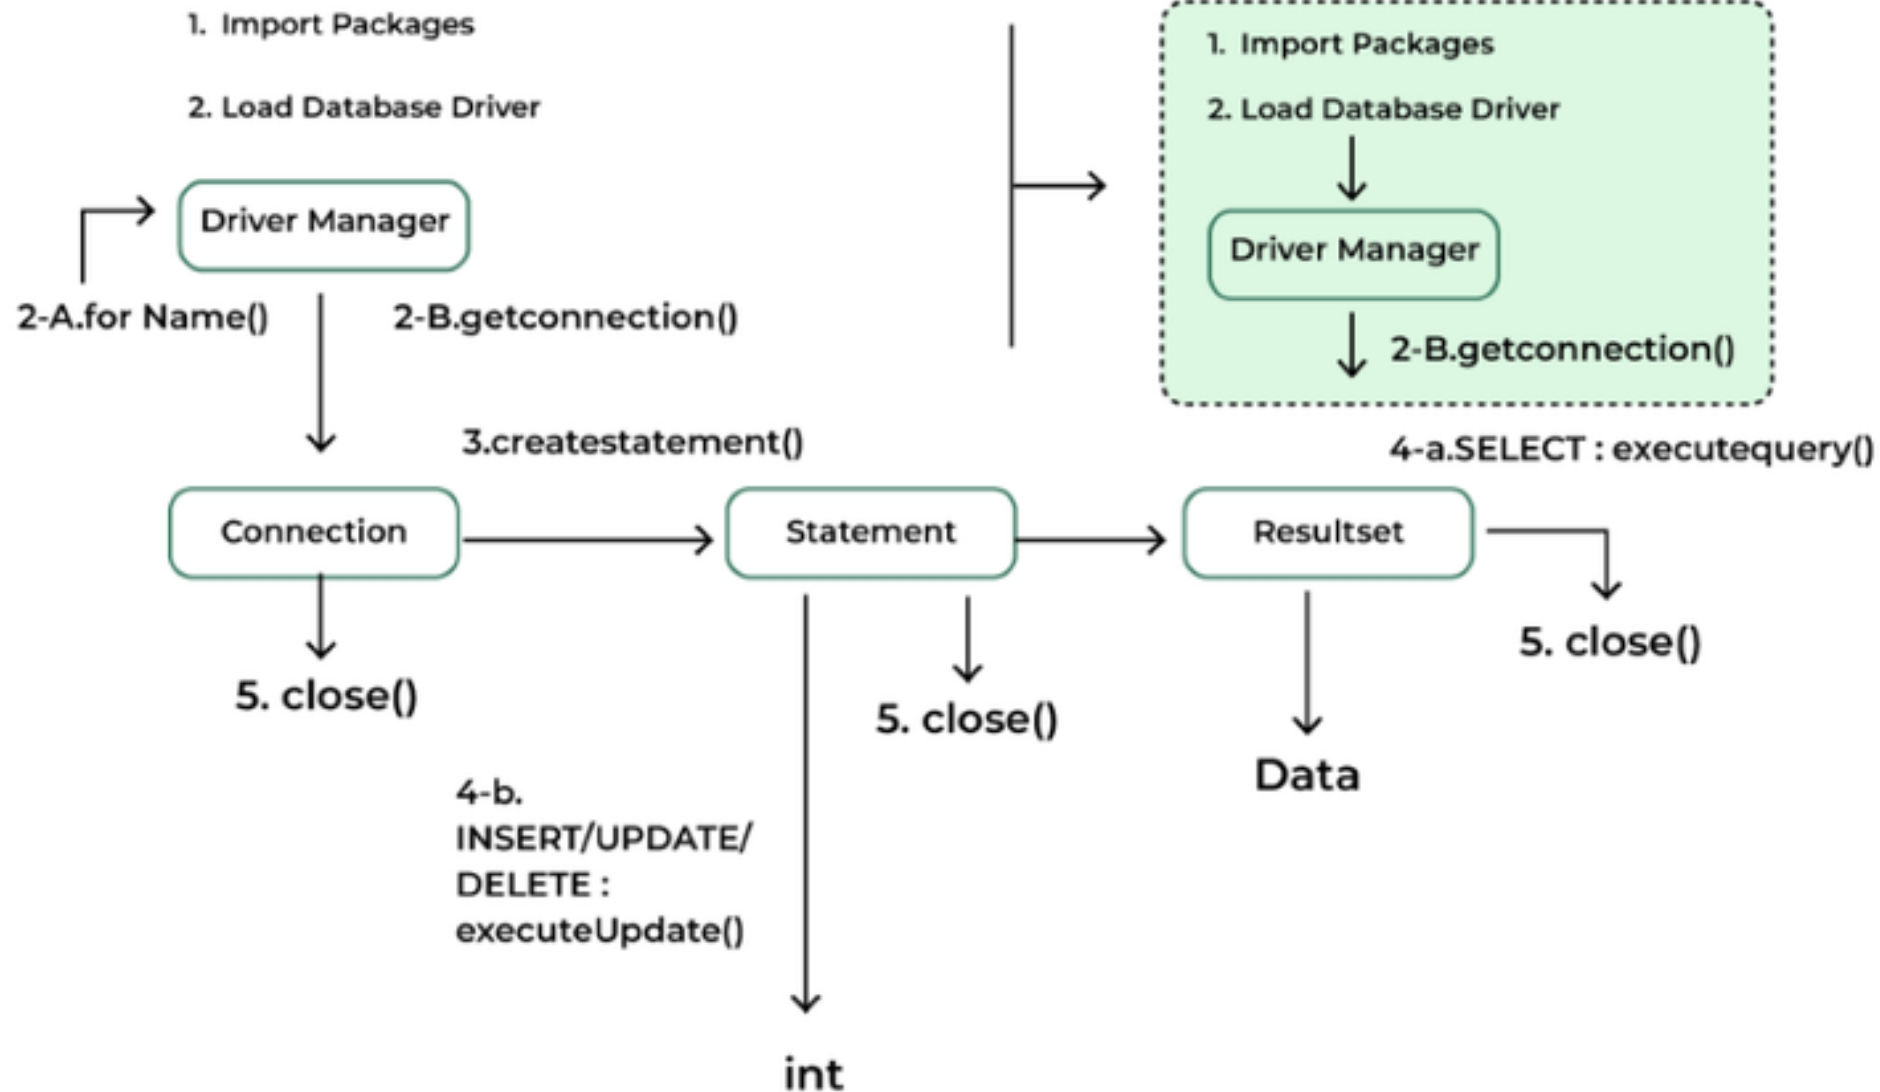 1. Import Packages
2. Load Database Driver
Driver Manager
2-A.for Name()
2-B.getconnection()
1. Import Packages
2. Load Database Driver
Driver Manager
2-B.getconnection()
3.createstatement()
4-a.SELECT : executequery()
Connection
Statement
Resultset
5. close()
5. close()
5. close()
Data
4-b.
INSERT/UPDATE/
DELETE :
executeUpdate()
int